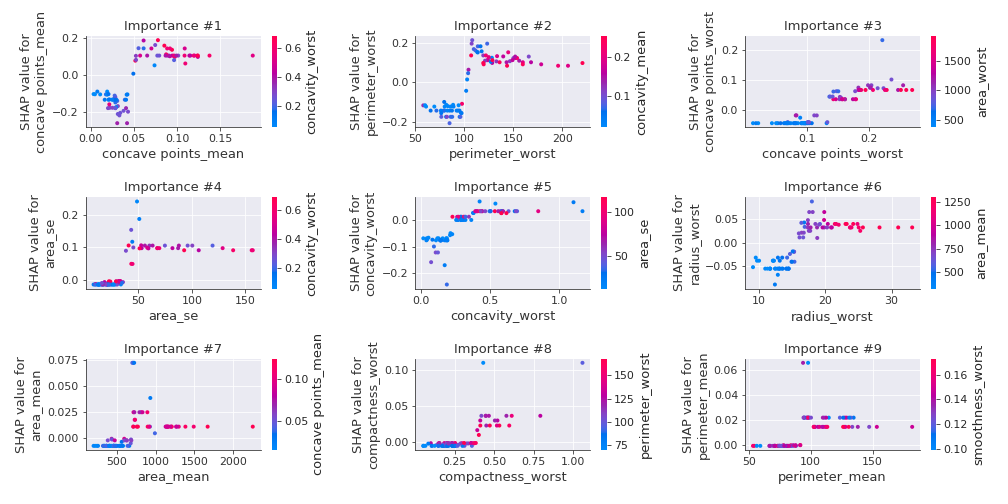 Importance #1
0.2
0.0
−0.2
0.00
0.05
0.10
0.15
SHAP value for
concave points_mean
concave points_mean
0.6
0.4
0.2
concavity_worst
Importance #2
0.2
0.0
−0.2
50
100
150
200
SHAP value for
perimeter_worst
perimeter_worst
0.2
0.1
concavity_mean
Importance #3
0.2
0.1
0.0
0.1
0.2
SHAP value for
concave points_worst
concave points_worst
1500
1000
500
area_worst
Importance #4
0.2
0.1
0.0
50
100
150
SHAP value for
area_se
area_se
0.6
0.4
0.2
concavity_worst
Importance #5
0.0
−0.1
−0.2
0.0
0.5
1.0
SHAP value for
concavity_worst
concavity_worst
100
50
area_se
Importance #6
0.05
0.00
−0.05
10
20
30
SHAP value for
radius_worst
radius_worst
1250
1000
750
500
area_mean
Importance #7
0.075
0.050
0.025
0.000
500
1000
1500
2000
SHAP value for
area_mean
area_mean
0.10
0.05
concave points_mean
Importance #8
0.10
0.05
0.00
0.25
0.50
0.75
1.00
SHAP value for
compactness_worst
compactness_worst
150
125
100
75
perimeter_worst
Importance #9
0.06
0.04
0.02
0.00
50
100
150
SHAP value for
perimeter_mean
perimeter_mean
0.16
0.14
0.12
0.10
smoothness_worst